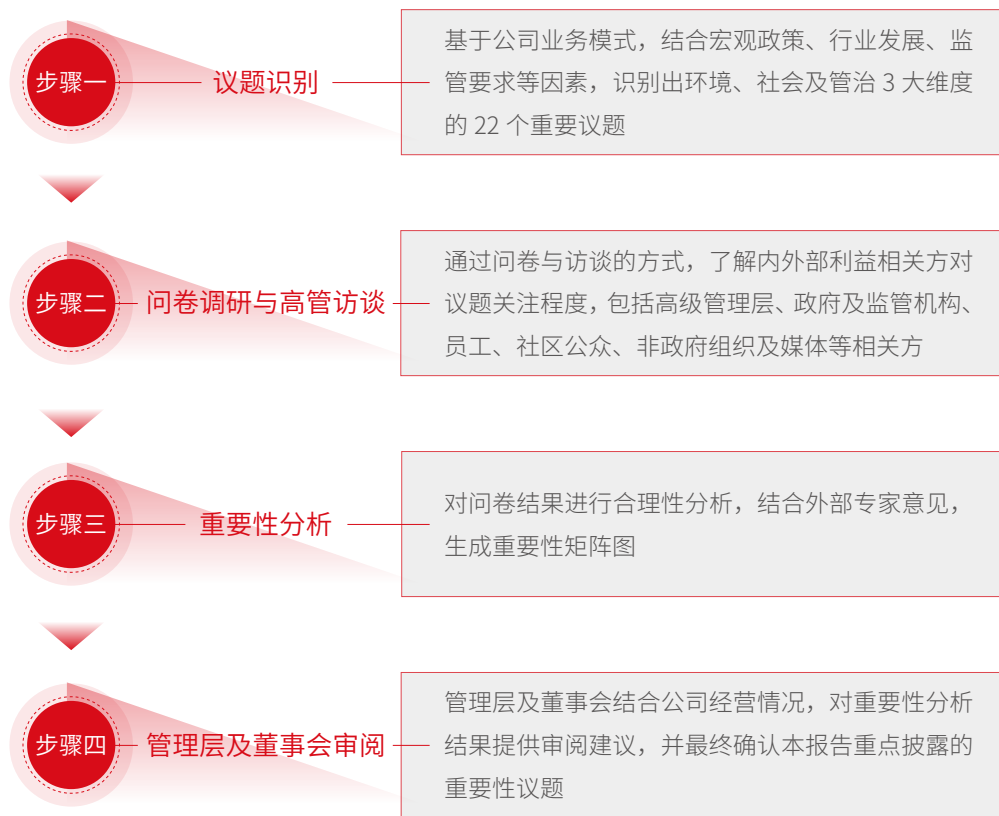 步骤一
议题识别
基于公司业务模式，结合宏观政策、行业发展、监
管要求等因素，识别出环境、社会及管治 3 大维度
的 22 个重要议题
步骤二
问卷调研与高管访谈
通过问卷与访谈的方式，了解内外部利益相关方对
议题关注程度，包括高级管理层、政府及监管机构、
员工、社区公众、非政府组织及媒体等相关方
步骤三
重要性分析
对问卷结果进行合理性分析，结合外部专家意见，
生成重要性矩阵图
步骤四
管理层及董事会审阅
管理层及董事会结合公司经营情况，对重要性分析
结果提供审阅建议，并最终确认本报告重点披露的
重要性议题